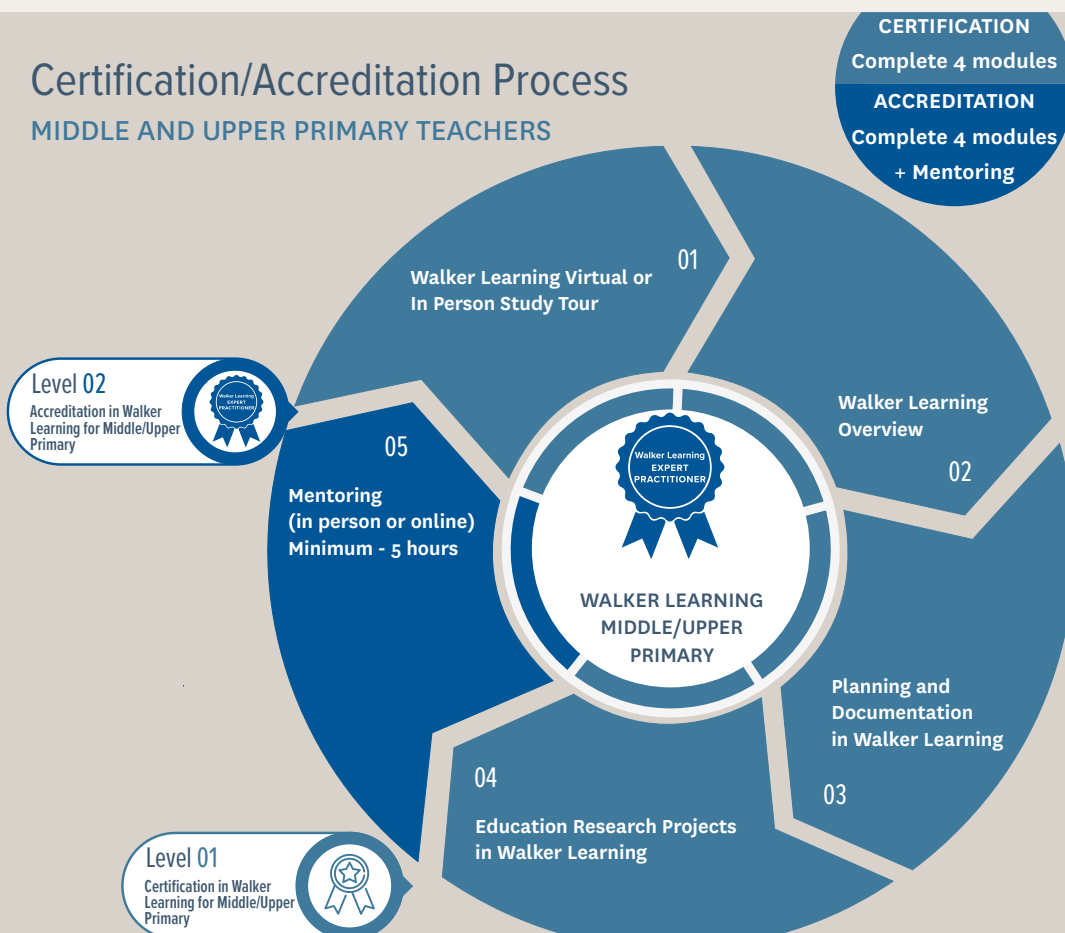 Certification/Accreditation Process
MIDDLE AND UPPER PRIMARY TEACHERS
CERTIFICATION
Complete 4 modules
ACCREDITATION
Complete 4 modules
+ Mentoring
01
Walker Learning Virtual or
In Person Study Tour
Walker Learning
Overview
02
Planning and
Documentation
in Walker Learning
03
04
Education Research Projects
in Walker Learning
05
Mentoring
(in person or online)
Minimum - 5 hours
Level 02
Accreditation in Walker
Learning for Middle/Upper
Primary
Walker Learning
EXPERT
PRACTITIONER
Level 01
Certification in Walker
Learning for Middle/Upper
Primary
Walker Learning
EXPERT
PRACTITIONER
WALKER LEARNING
MIDDLE/UPPER
PRIMARY